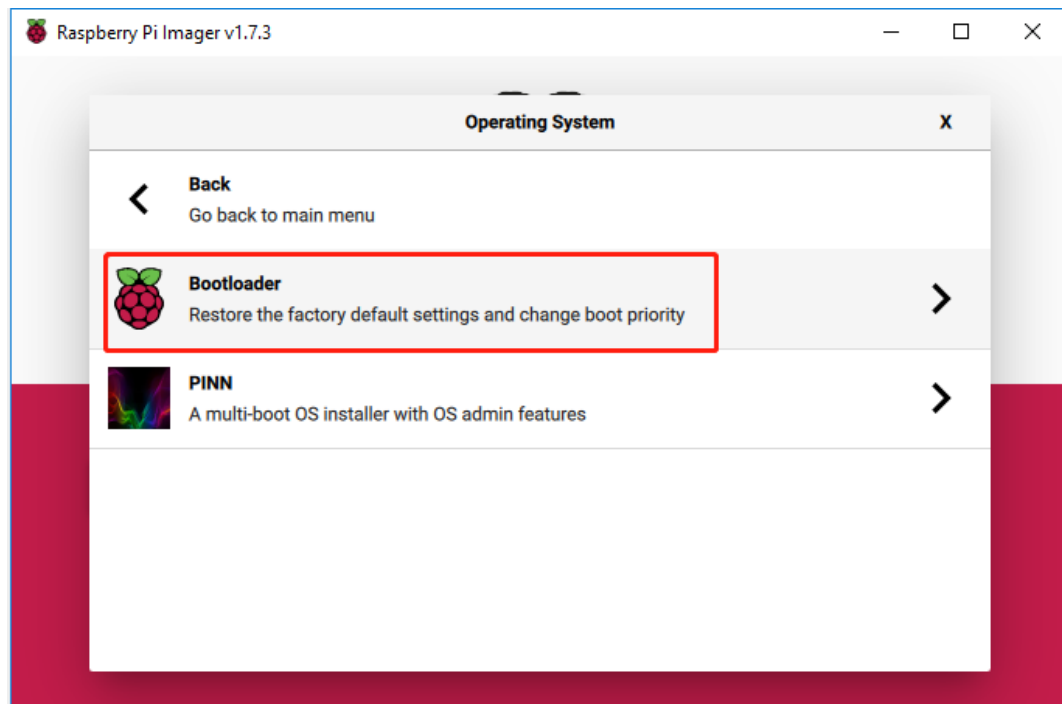 Raspberry Pi Imager v1.7.3
Operating System
X
Back
Go back to main menu
Bootloader
Restore the factory default settings and change boot priority
PINN
A multi-boot OS installer with OS admin features